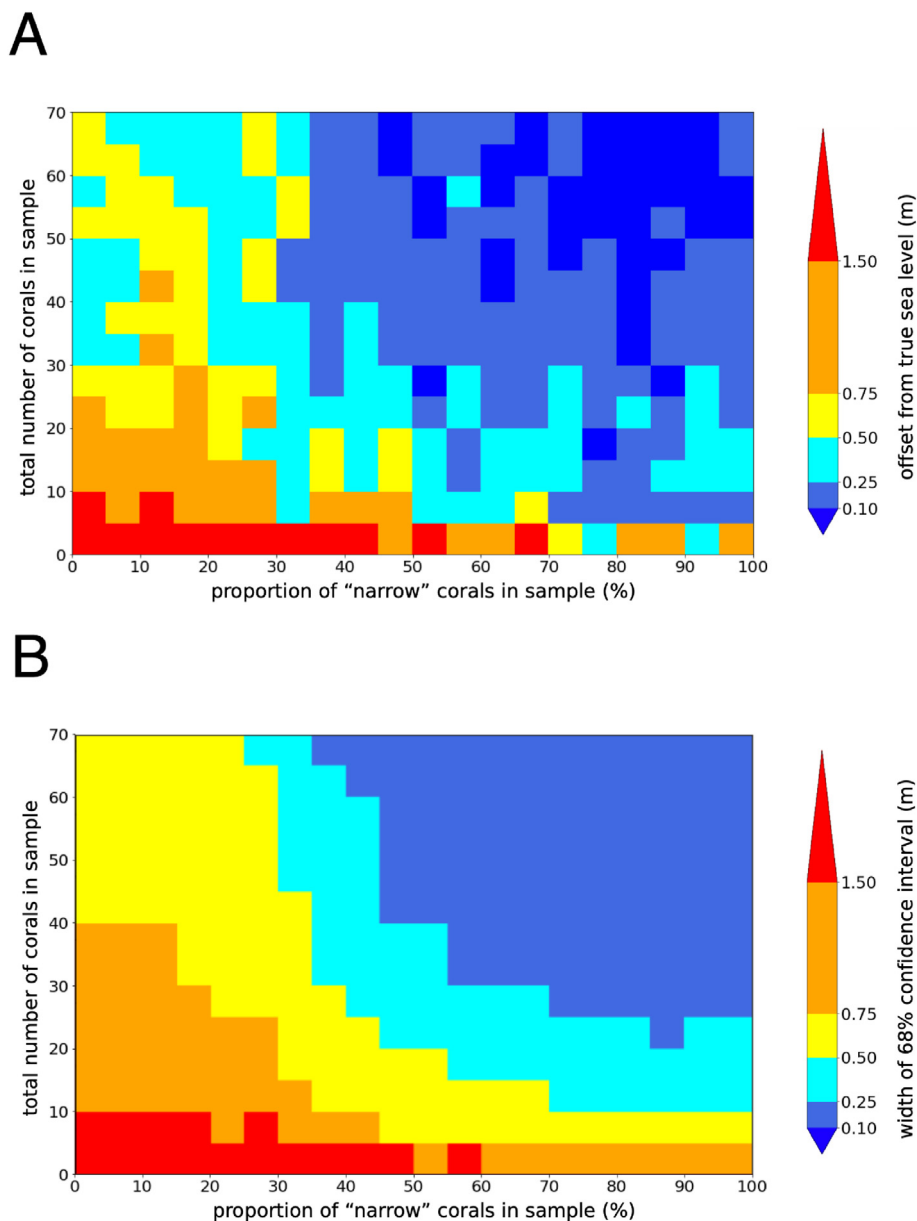 A
70
60
50
40
30
20
10
0
total number of corals in sample
0 10 20 30 40 50 60 70 80 90 100
proportion of “narrow” corals in sample (%)
1.50
0.75
0.50
0.25
0.10
offset from true sea level (m)
B
70
60
50
40
30
20
10
0
total number of corals in sample
0 10 20 30 40 50 60 70 80 90 100
proportion of “narrow” corals in sample (%)
1.50
0.75
0.50
0.25
0.10
width of 68% confidence interval (m)